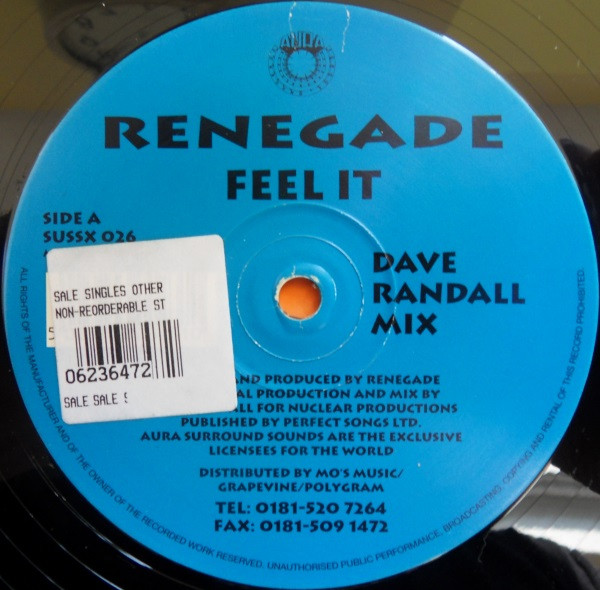 AURA
RENEGADE
FEEL IT
SIDE A
SUSSX 026
DAVE
RANDALL
MIX
SALE SINGLES OTHER
NON-REORDERABLE ST
06236472
SALE SALE
AND PRODUCED BY RENEGADE
PRODUCTION AND MIX BY
FOR NUCLEAR PRODUCTIONS
PUBLISHED BY PERFECT SONGS LTD.
AURA SURROUND SOUNDS ARE THE EXCLUSIVE
LICENSEES FOR THE WORLD
DISTRIBUTED BY MO'S MUSIC/
GRAPEVINE/POLYGRAM
TEL: 0181-520 7264
FAX: 0181-509 1472
ALL RIGHTS OF THE MANUFACTURER AND OF THE OWNER OF THE RECORDED WORK RESERVED. UNAUTHORISED PUBLIC PERFORMANCE, BROADCASTING, COPYING AND RENTAL OF THIS RECORD PROHIBITED.